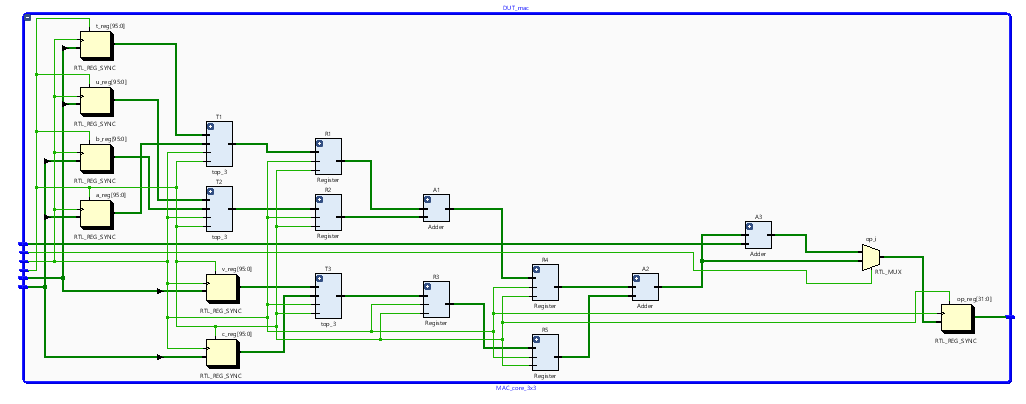 DUT_mac
t_reg[95:0]
RTL_REG_SYNC
u_reg[95:0]
RTL_REG_SYNC
b_reg[95:0]
RTL_REG_SYNC
a_reg[95:0]
RTL_REG_SYNC
T1
top_3
T2
top_3
R1
Register
R2
Register
A1
Adder
v_reg[95:0]
RTL_REG_SYNC
c_reg[95:0]
RTL_REG_SYNC
T3
top_3
R3
Register
R4
Register
R5
Register
A2
Adder
A3
Adder
op_i
RTL_MUX
op_reg[31:0]
RTL_REG_SYNC
MAC_core_3x3